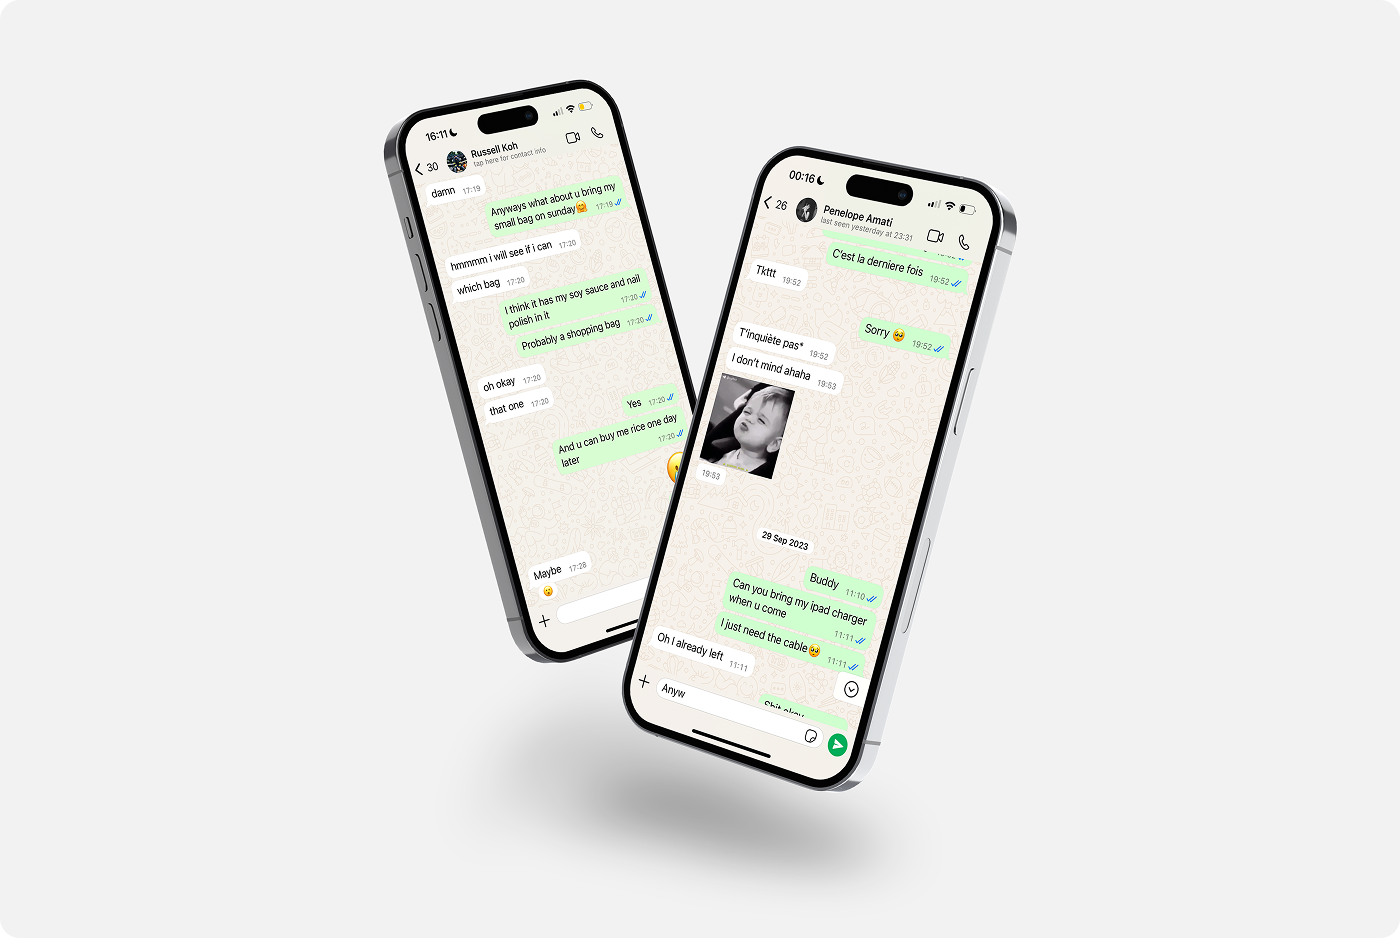 16:11
30
Russell Koh
tap here for contact info
damn 17:19
Anyways what about u bring my
small bag on sunday🤗 17:19
hmmmm i will see if i can 17:20
which bag 17:20
I think it has my soy sauce and nail
polish in it 17:20
Probably a shopping bag 17:20
oh okay 17:20
that one 17:20
Yes 17:20
And u can buy me rice one day
later 17:20
Maybe 17:28
00:16
26
Penelope Amati
last seen yesterday at 23:31
C'est la derniere fois 19:52
Tkttt 19:52
Sorry 🥺 19:52
T'inquiète pas* 19:52
I don't mind ahaha 19:53
19:53
29 Sep 2023
Buddy 11:10
Can you bring my ipad charger
when u come 11:11
I just need the cable🥺 11:11
Oh I already left 11:11
Shit okay
Anyw